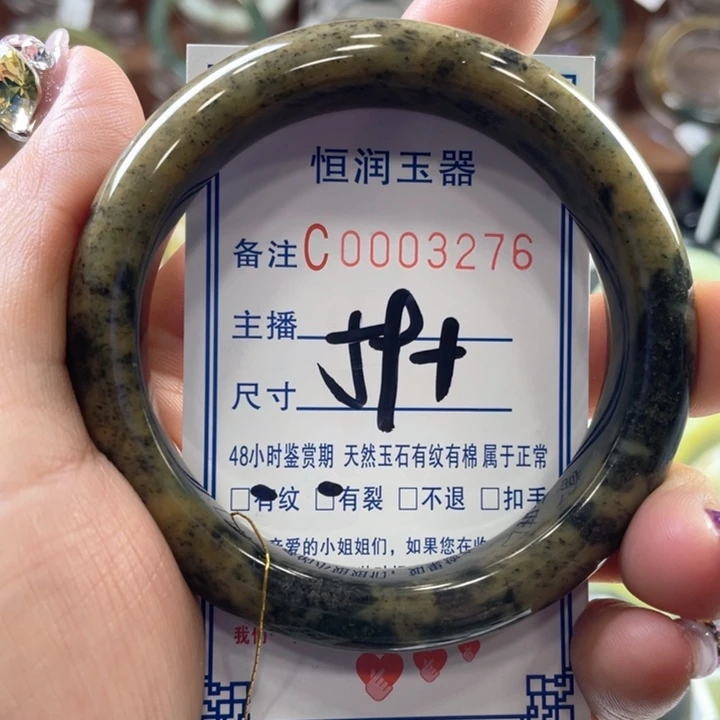 恒润玉器
备注C0003276
主播
尺寸
48小时鉴赏期 天然玉石有纹有棉 属于正常
□有纹 □有裂 □不退 □扣手
亲爱的小姐姐们，如果您在收
我们